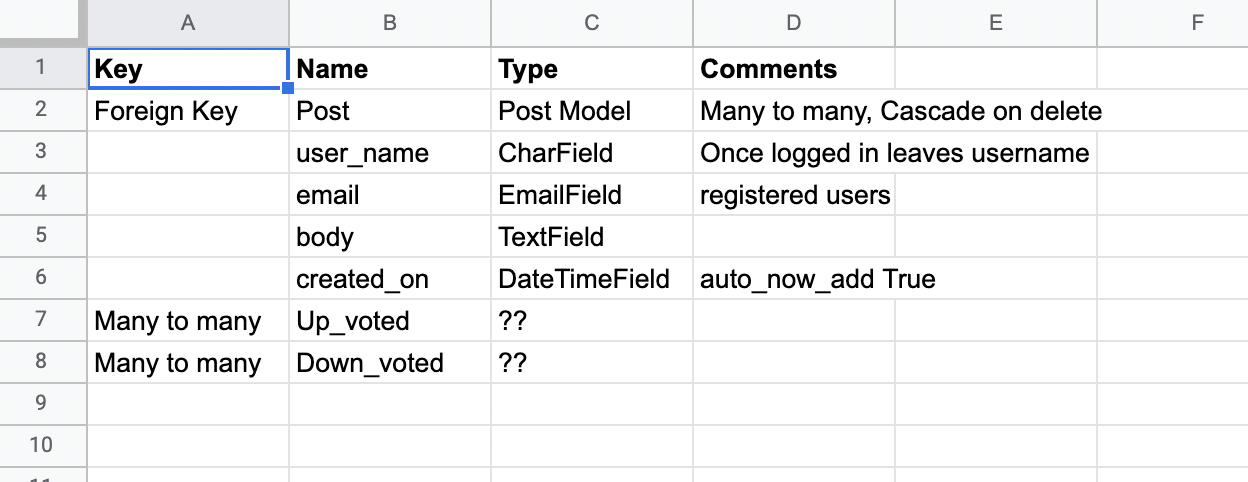 A B C D E F
1 Key Name Type Comments
2 Foreign Key Post Post Model Many to many, Cascade on delete
3 user_name CharField Once logged in leaves username
4 email EmailField registered users
5 body TextField
6 created_on DateTimeField auto_now_add True
7 Many to many Up_voted ??
8 Many to many Down_voted ??
9
10